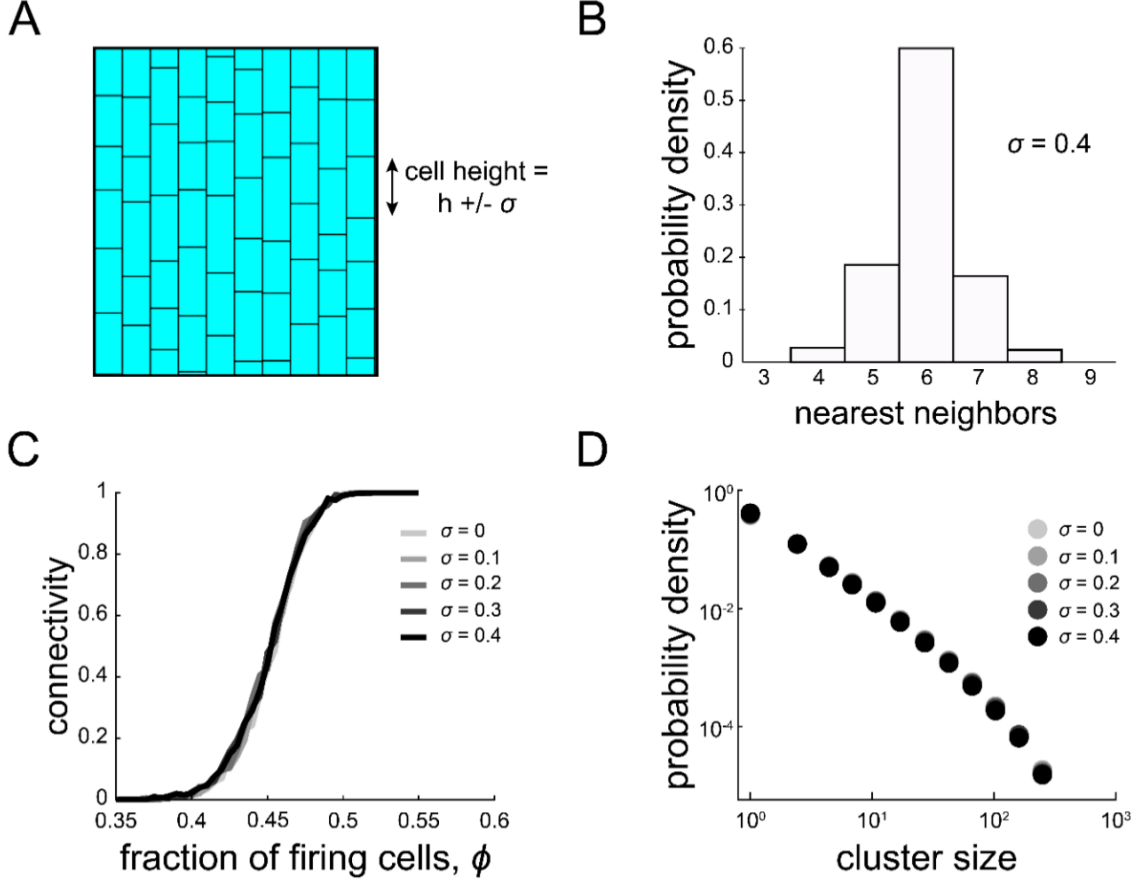 A
cell height =
h +/- σ
B
probability density
0.6
0.5
0.4
0.3
0.2
0.1
0
σ = 0.4
3 4 5 6 7 8 9
nearest neighbors
C
connectivity
1
0.8
0.6
0.4
0.2
0
σ = 0
σ = 0.1
σ = 0.2
σ = 0.3
σ = 0.4
0.35 0.4 0.45 0.5 0.55 0.6
fraction of firing cells, ϕ
D
probability density
10⁰
10⁻²
10⁻⁴
σ = 0
σ = 0.1
σ = 0.2
σ = 0.3
σ = 0.4
10⁰ 10¹ 10² 10³
cluster size